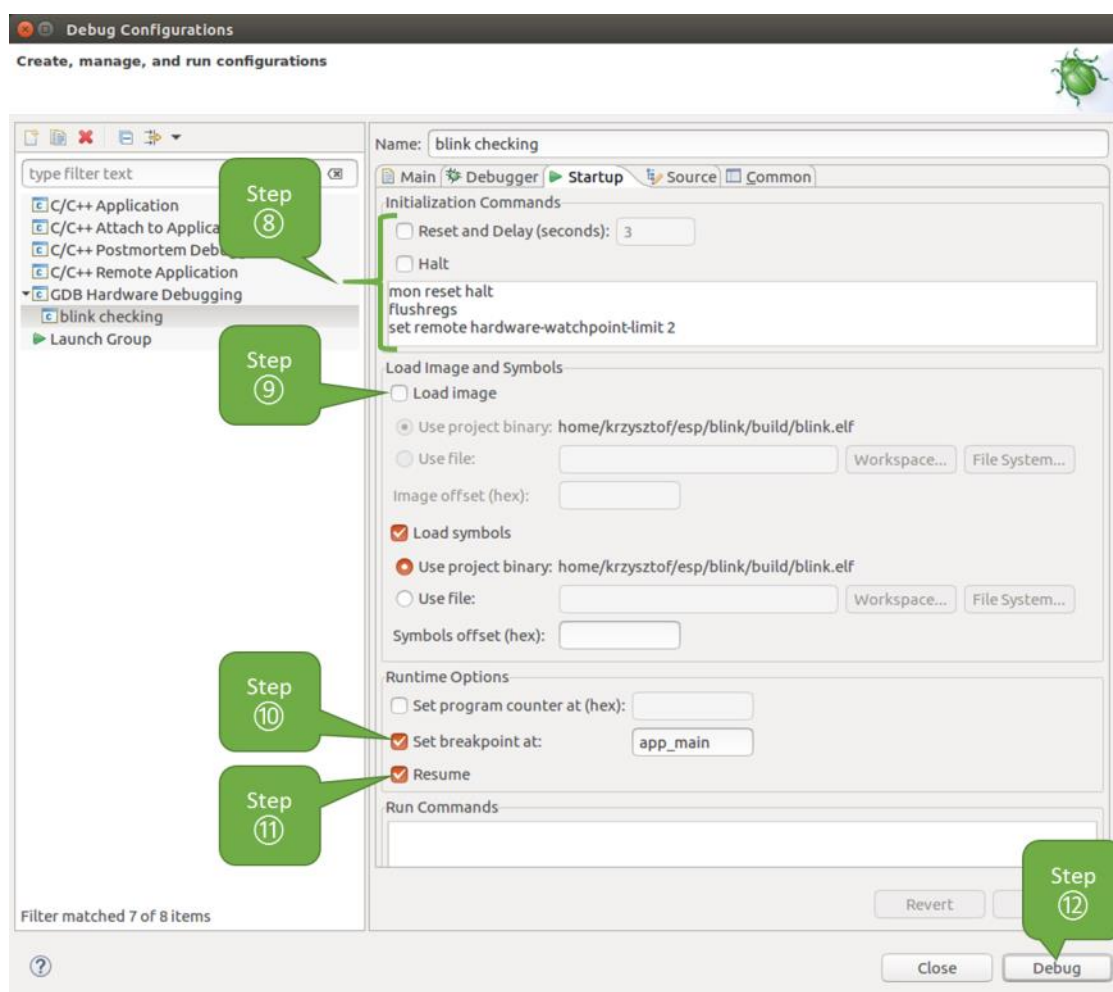 Debug Configurations
Create, manage, and run configurations
type filter text
C/C++ Application
C/C++ Attach to Applica
C/C++ Postmortem Debugg
C/C++ Remote Application
GDB Hardware Debugging
blink checking
Launch Group
Filter matched 7 of 8 items
Step
⑧
Step
⑨
Step
⑩
Step
⑪
Name: blink checking
Main Debugger Startup Source Common
Initialization Commands
Reset and Delay (seconds): 3
Halt
mon reset halt
flushregs
set remote hardware-watchpoint-limit 2
Load Image and Symbols
Load image
Use project binary: home/krzysztof/esp/blink/build/blink.elf
Use file: Workspace... File System...
Image offset (hex):
Load symbols
Use project binary: home/krzysztof/esp/blink/build/blink.elf
Use file: Workspace... File System...
Symbols offset (hex):
Runtime Options
Set program counter at (hex):
Set breakpoint at: app_main
Resume
Run Commands
Step
⑫
Revert
Close Debug